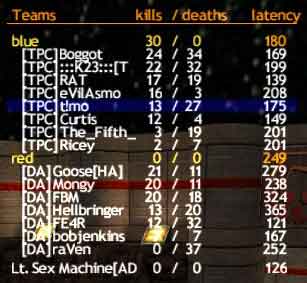 Teams kills / deaths latency
blue 30 / 0 180
[TPC]Boggot 24 / 34 169
[TPC]:::K23:::[T 22 / 32 199
[TPC]RAT 17 / 19 139
[TPC]eVilAsmo 16 / 3 208
[TPC]t!mo 13 / 27 175
[TPC]Curtis 12 / 4 149
[TPC]The_Fifth_ 3 / 19 201
[TPC]Ricey 2 / 7 201
red 0 / 0 249
[DA]Goose[HA] 21 / 11 279
[DA]Mongy 20 / 11 238
[DA]FBM 20 / 18 324
[DA]Hellbringer 13 / 20 365
[DA]FE4R 12 / 32 121
[DA]bobjenkins / 7 167
[DA]raVen 0 / 37 252
Lt. Sex Machine[AD 0 / 0 126